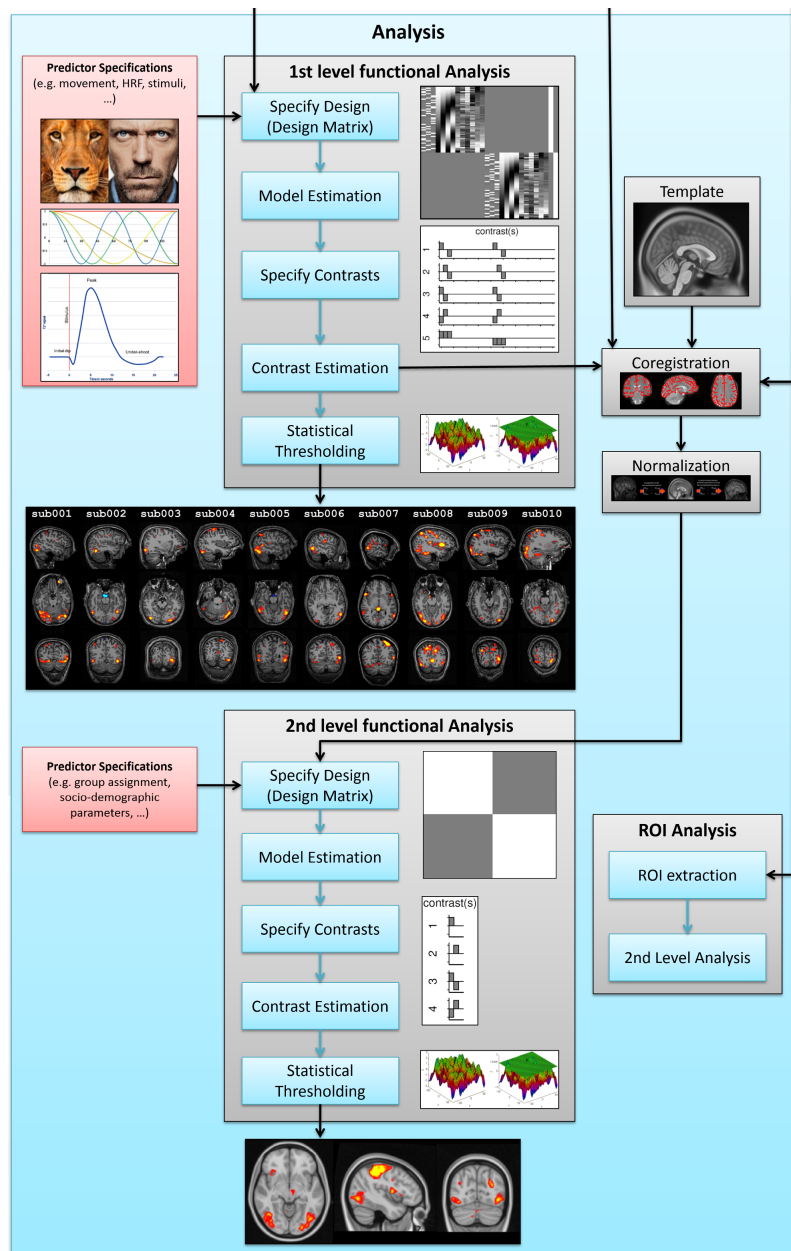 Analysis
Predictor Specifications
(e.g. movement, HRF, stimuli,
…)
Peak
Stimulus
Initial dip
Under-shoot
Time in seconds
1st level functional Analysis
Specify Design
(Design Matrix)
Model Estimation
Specify Contrasts
Contrast Estimation
Statistical
Thresholding
contrast(s)
1
2
3
4
5
Template
Coregistration
Normalization
sub001 sub002 sub003 sub004 sub005 sub006 sub007 sub008 sub009 sub010
2nd level functional Analysis
Predictor Specifications
(e.g. group assignment,
socio-demographic
parameters, …)
Specify Design
(Design Matrix)
Model Estimation
Specify Contrasts
Contrast Estimation
Statistical
Thresholding
contrast(s)
1
2
3
4
ROI Analysis
ROI extraction
2nd Level Analysis